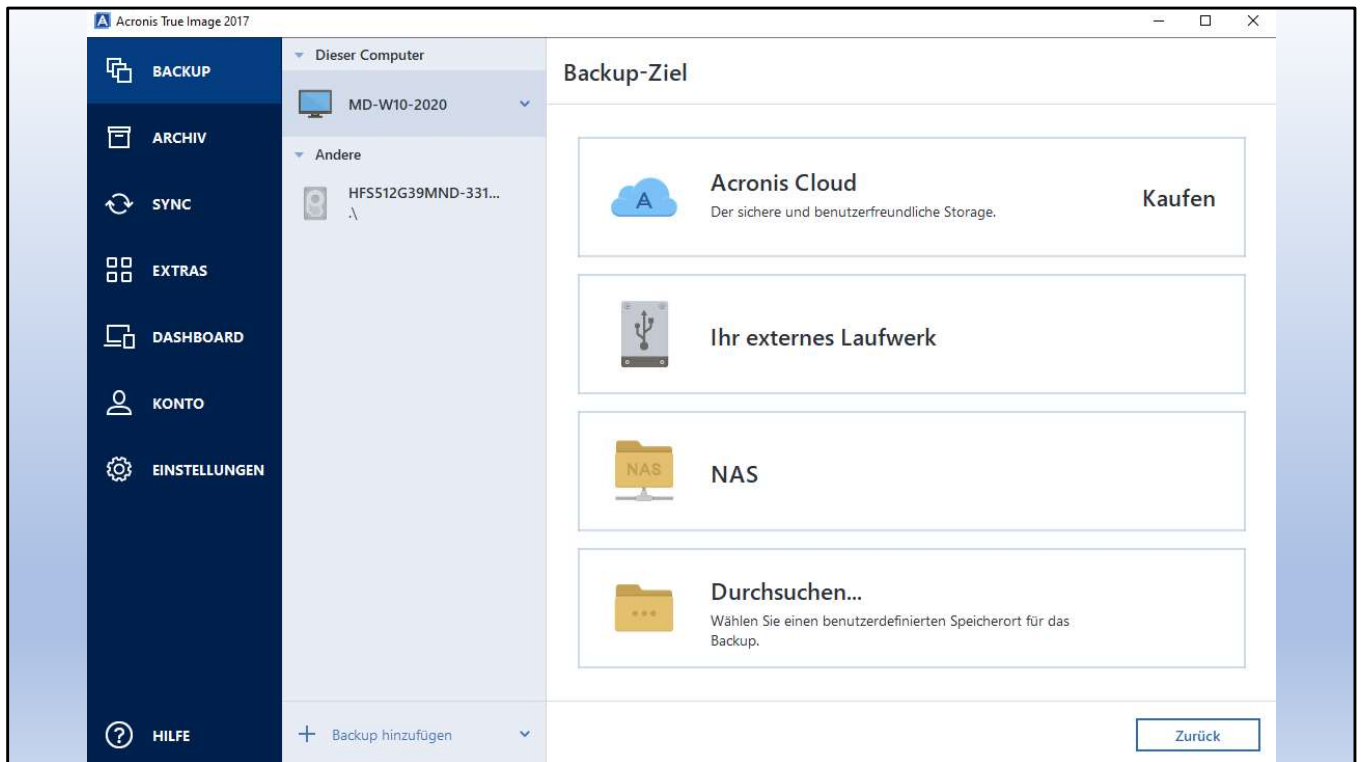 Acronis True Image 2017
BACKUP
ARCHIV
SYNC
EXTRAS
DASHBOARD
KONTO
EINSTELLUNGEN
HILFE
Dieser Computer
MD-W10-2020
Andere
HFS512G39MND-331...
.\
Backup hinzufügen
Backup-Ziel
Acronis Cloud
Der sichere und benutzerfreundliche Storage.
Kaufen
Ihr externes Laufwerk
NAS
NAS
Durchsuchen...
Wählen Sie einen benutzerdefinierten Speicherort für das
Backup.
Zurück